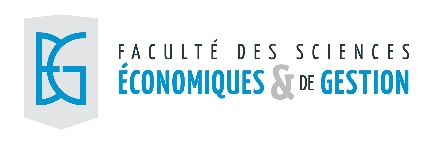 FACULTÉ DES SCIENCES
ÉCONOMIQUES & DE GESTION